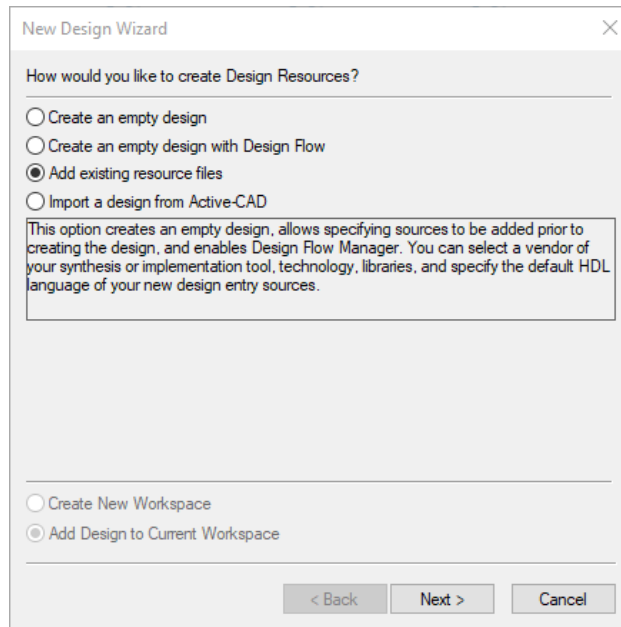 New Design Wizard
How would you like to create Design Resources?
Create an empty design
Create an empty design with Design Flow
Add existing resource files
Import a design from Active-CAD
This option creates an empty design, allows specifying sources to be added prior to
creating the design, and enables Design Flow Manager. You can select a vendor of
your synthesis or implementation tool, technology, libraries, and specify the default HDL
language of your new design entry sources.
Create New Workspace
Add Design to Current Workspace
< Back Next > Cancel